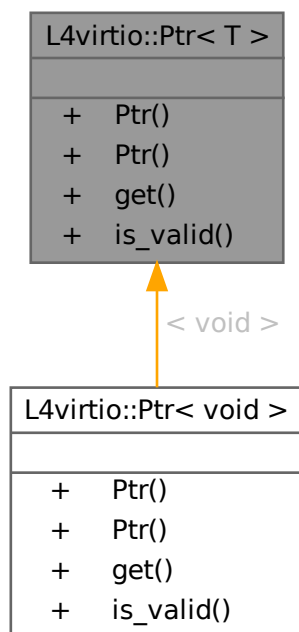 L4virtio::Ptr< T >
+ Ptr()
+ Ptr()
+ get()
+ is_valid()
< void >
L4virtio::Ptr< void >
+ Ptr()
+ Ptr()
+ get()
+ is_valid()